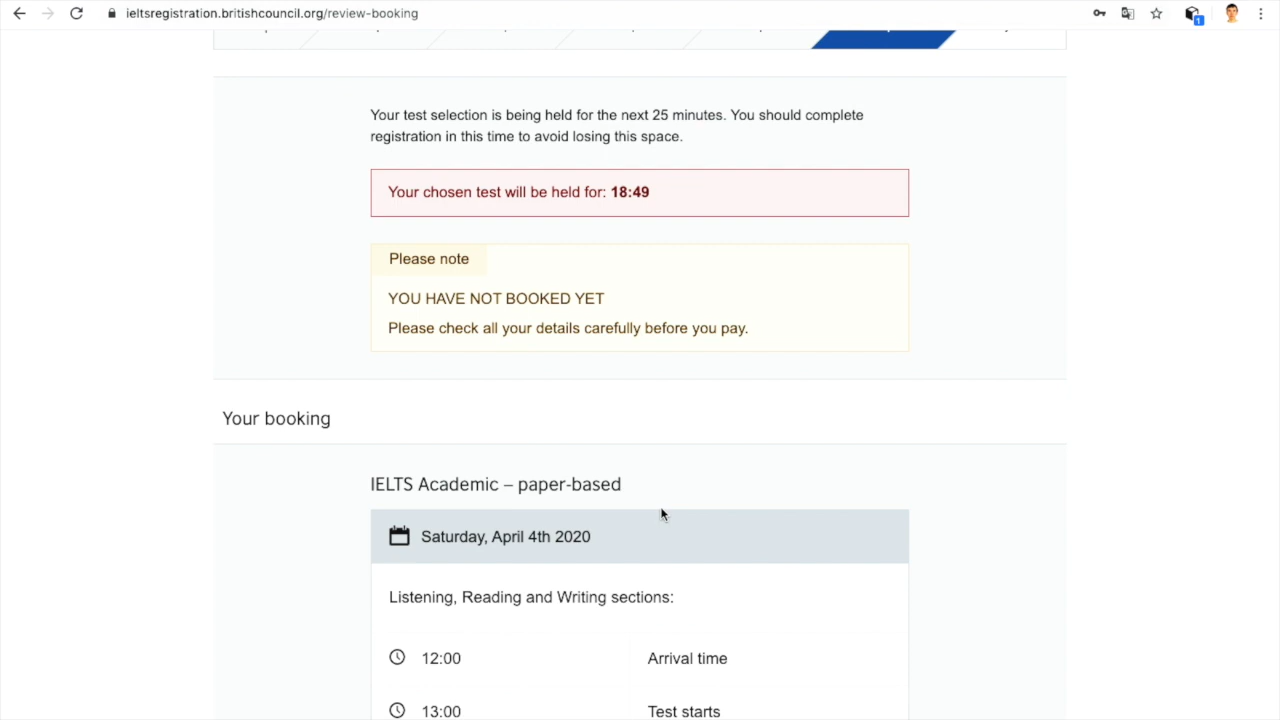 ieltsregistration.britishcouncil.org/review-booking
1
Your test selection is being held for the next 25 minutes. You should complete
registration in this time to avoid losing this space.
Your chosen test will be held for: 18:49
Please note
YOU HAVE NOT BOOKED YET
Please check all your details carefully before you pay.
Your booking
IELTS Academic – paper-based
Saturday, April 4th 2020
Listening, Reading and Writing sections:
12:00 Arrival time
13:00 Test starts